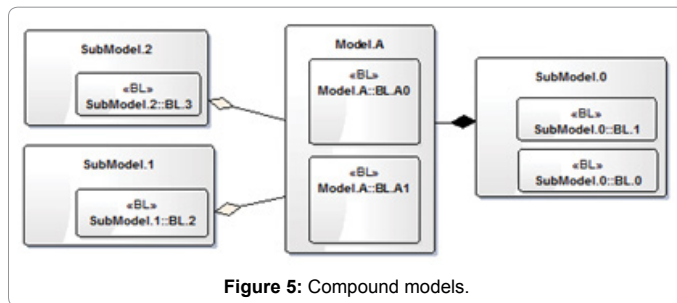 SubModel.2
«BL»
SubModel.2::BL.3
SubModel.1
«BL»
SubModel.1::BL.2
Model.A
«BL»
Model.A::BL.A0
«BL»
Model.A::BL.A1
SubModel.0
«BL»
SubModel.0::BL.1
«BL»
SubModel.0::BL.0
Figure 5: Compound models.